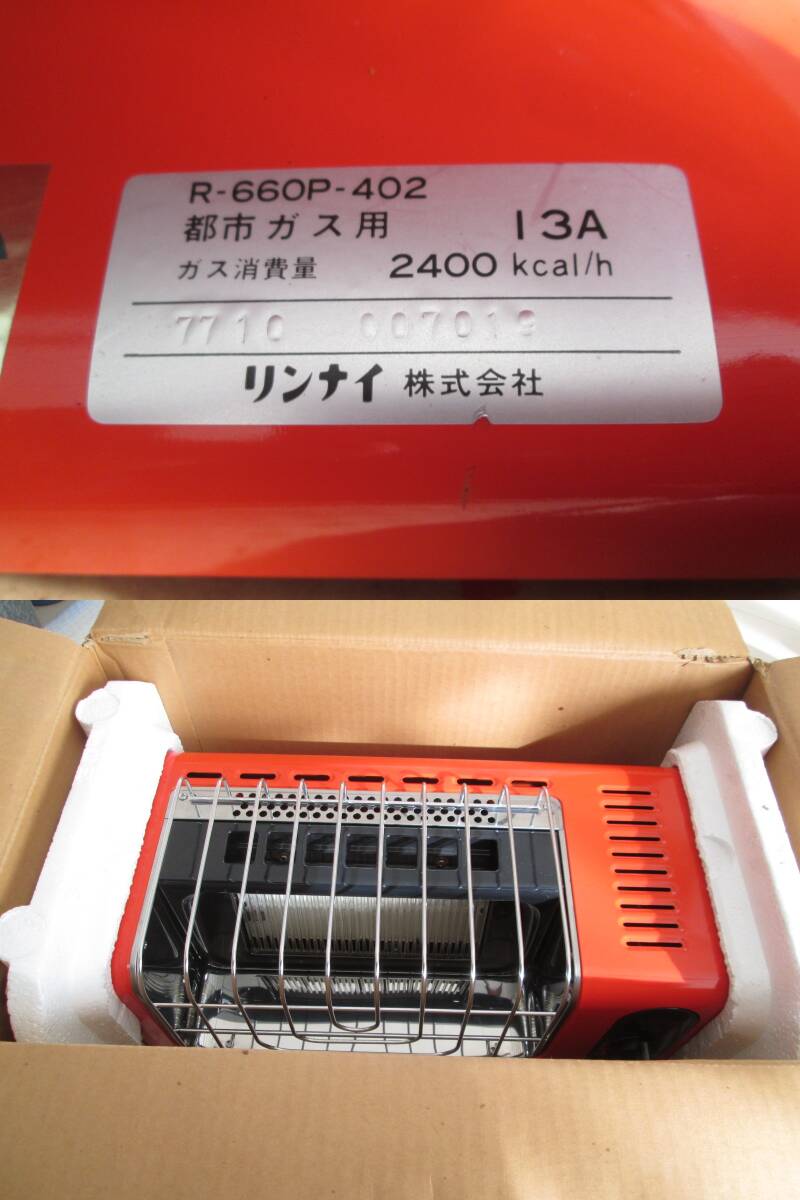 R-660P-402
都市ガス用 13A
ガス消費量 2400 kcal/h
7710 007019
リンナイ 株式会社